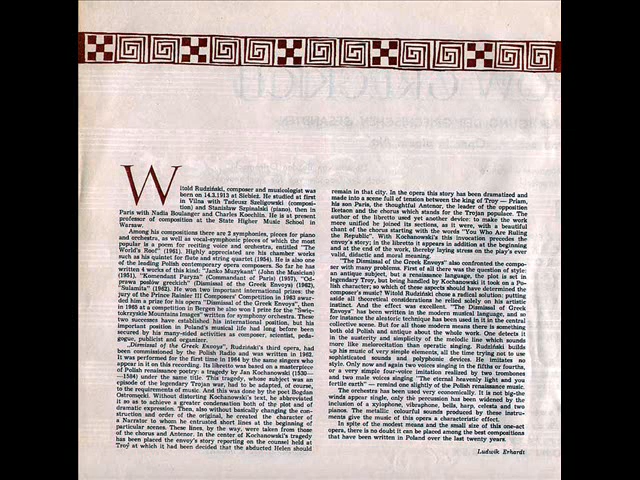 Witold Rudziński, composer and musicologist was
born on 14.3.1913 at Siebież. He studied at first
in Vilna with Tadeusz Szeligowski (composi-
tion) and Stanisław Szpinalski (piano), then in
Paris with Nadia Boulanger and Charles Koechlin. He is at present
professor of composition at the State Higher Music School in
Warsaw.
Among his compositions there are 2 symphonies, pieces for piano
and orchestra, as well as vocal-symphonic pieces of which the most
popular is a poem for reciting voice and orchestra, entitled "The
World's Roof" (1961). Highly appreciated are his chamber works
such as his quintet for flute and string quartet (1954). He is also one
of the leading Polish contemporary opera composers. So far he has
written 4 works of this kind: "Janko Muzykant" (John the Musician)
(1951), "Komendant Paryża" (Commandant of Paris) (1957), "Od-
prawa posłów greckich" (Dismissal of the Greek Envoys) (1962),
"Sulamita" (1962). He won two important international prizes: the
jury of the Prince Rainier III Composers' Competition in 1963 awar-
ded him a prize for his opera "Dismissal of the Greek Envoys", then
in 1965 at a competition in Bergen he also won I prize for the "Świę-
tokrzyskie Mountains Images" written for symphony orchestra. These
two successes have established his international position, but his
important position in Poland's musical life had long before been
secured by his many-sided activities as composer, scientist, peda-
gogue, publicist and organizer.
„Dismissal of the Greek Envoys", Rudziński's third opera, had
been commissioned by the Polish Radio and was written in 1962.
It was performed for the first time in 1964 by the same singers who
appear in it on this recording. Its libretto was based on a masterpiece
of Polish renaissance poetry: a tragedy by Jan Kochanowski (1530—
—1584) under the same title. This tragedy, whose subject was an
episode of the legendary Trojan war, had to be adapted, of course,
to the requirements of music. And this was done by the poet Bogdan
Ostromęcki. Without distorting Kochanowski's text, he abbreviated
it so as to achieve a greater condensation both of the plot and of
dramatic expression. Then, also without basically changing the con-
struction and order of the original, he created the character of
a Narrator to whom he entrusted short lines at the beginning of
particular scenes. These lines, by the way, were taken from those
of the chorus and Antenor. In the center of Kochanowski's tragedy
has been placed the envoy's story reporting on the counsel held at
Troy at which it had been decided that the abducted Helen should
remain in that city. In the opera this story has been dramatized and
made into a scene full of tension between the king of Troy — Priam,
his son Paris, the thoughtful Antenor, the leader of the opposition
Iketaon and the chorus which stands for the Trojan populace. The
author of the libretto used yet another device: to make the work
more unified he joined its sections, as it were, with a beautiful
chant of the chorus starting with the words "You Who Are Ruling
the Republic". With Kochanowski's this invocation precedes the
envoy's story; in the libretto it appears in addition at the beginning
and at the end of the work, thereby laying stress on the play's ever
valid, didactic and moral meaning.
"The Dismissal of the Greek Envoys" also confronted the compo-
ser with many problems. First of all there was the question of style:
an antique subject, but a renaissance language, the plot is set in
legendary Troy, but being handled by Kochanowski it took on a Po-
lish character; so which of these aspects should have determined the
composer's music? Witold Rudziński chose a radical solution: putting
aside all theoretical considerations he relied solely on his artistic
instinct. And the effect was excellent. "The Dismissal of the Greek
Envoys" has been written in the modern musical language, and so
for instance the aleatoric technique has been used in it in the central
collective scene. But for all those modern means there is something
both old Polish and antique about the whole work. One detects it
in the austerity and simplicity of the melodic line which sounds
more like melorecitation than operatic singing. Rudziński builds
up his music of very simple elements, all the time trying not to use
sophisticated sounds and polyphonic devices. He imitates no
style. Only now and again two voices singing in the fifths or fourths,
or a very simple four-voice imitation realized by two trombones
and two male voices singing "The eternal heavenly light and you
fertile earth" — remind one slightly of the Polish renaissance music.
The orchestra has been used very economically. It is not big-the
winds appear single, only the percussion has been widened by the
inclusion of a xylophone, vibraphone, bells, harp, celesta and two
pianos. The metallic colourful sounds produced by these instru-
ments give the music of this opera a characteristic effect.
In spite of the modest means and the small size of this one-act
opera, there is no doubt it can be placed among the best compositions
that have been written in Poland over the last twenty years.
Ludwik Erhardt